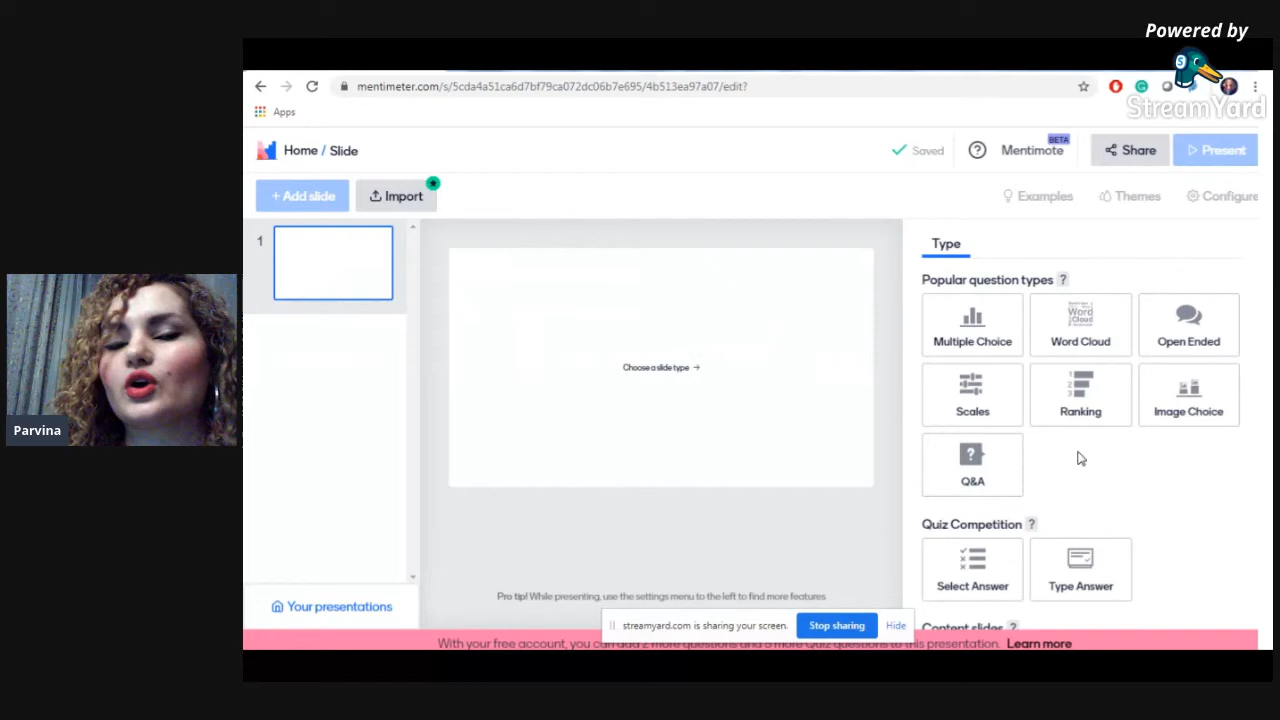 Powered by
StreamYard
mentimeter.com/s/5cda4a51ca6d7bf79ca072dc06b7e695/4b513ea97a07/edit?
Apps
Home / Slide
Saved
Mentimote
BETA
Share
Present
+ Add slide
Import
Examples
Themes
Configure
1
Choose a slide type →
Type
Popular question types ?
Multiple Choice
Word Cloud
Open Ended
Scales
Ranking
Image Choice
Q&A
Quiz Competition ?
Select Answer
Type Answer
Content slides ?
Parvina
Your presentations
Pro tip! While presenting, use the settings menu to the left to find more features
streamyard.com is sharing your screen.
Stop sharing
Hide
With your free account, you can add 2 more questions and 5 more Quiz questions to this presentation. Learn more